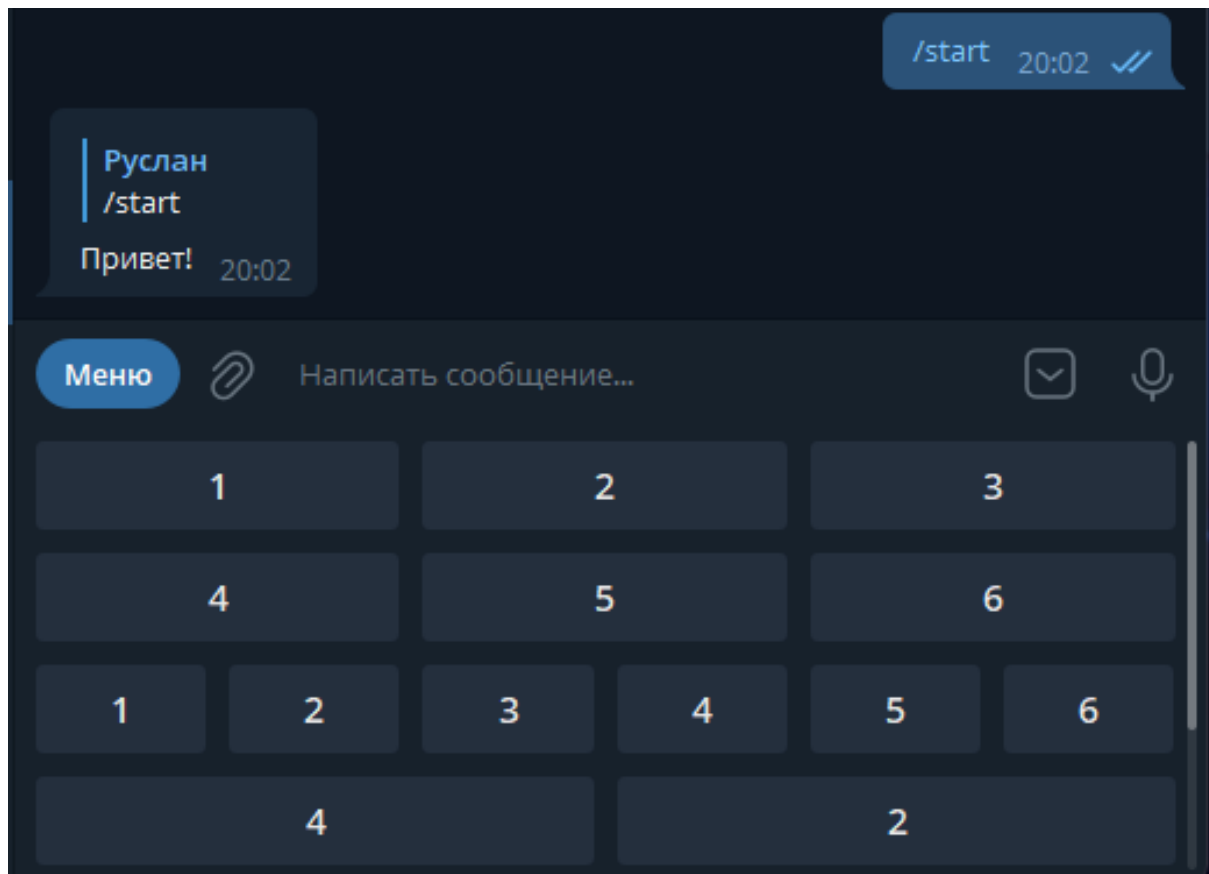 /start 20:02
Руслан
/start
Привет! 20:02
Меню Написать сообщение...
1 2 3
4 5 6
1 2 3 4 5 6
4 2